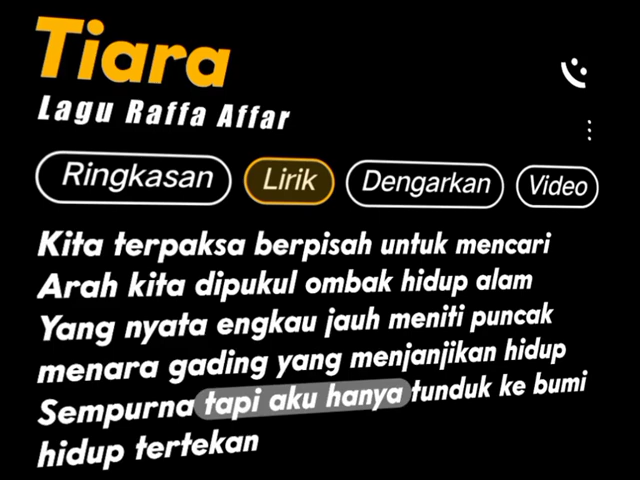 Tiara
Lagu Raffa Affar
Ringkasan
Lirik
Dengarkan
Video
Kita terpaksa berpisah untuk mencari
Arah kita dipukul ombak hidup alam
Yang nyata engkau jauh meniti puncak
menara gading yang menjanjikan hidup
Sempurna tapi aku hanya tunduk ke bumi
hidup tertekan